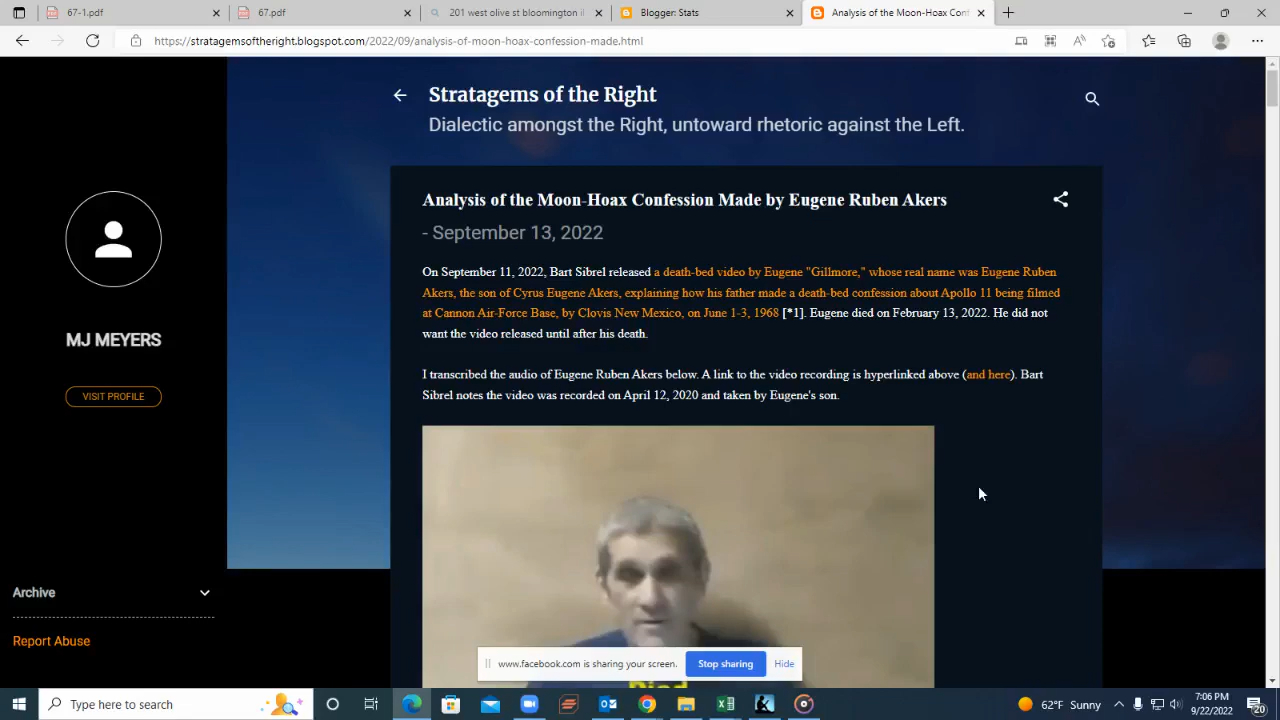 67-1.pdf
67.pdf
201 west olive st bloomington il
Blogger: Stats
Analysis of the Moon-Hoax Conf
https://stratagemsoftheright.blogspot.com/2022/09/analysis-of-moon-hoax-confession-made.html
Stratagems of the Right
Dialectic amongst the Right, untoward rhetoric against the Left.
MJ MEYERS
VISIT PROFILE
Archive
Report Abuse
Analysis of the Moon-Hoax Confession Made by Eugene Ruben Akers
- September 13, 2022
On September 11, 2022, Bart Sibrel released a death-bed video by Eugene "Gillmore," whose real name was Eugene Ruben
Akers, the son of Cyrus Eugene Akers, explaining how his father made a death-bed confession about Apollo 11 being filmed
at Cannon Air-Force Base, by Clovis New Mexico, on June 1-3, 1968 [*1]. Eugene died on February 13, 2022. He did not
want the video released until after his death.
I transcribed the audio of Eugene Ruben Akers below. A link to the video recording is hyperlinked above (and here). Bart
Sibrel notes the video was recorded on April 12, 2020 and taken by Eugene's son.
www.facebook.com is sharing your screen.
Stop sharing
Hide
Died
Type here to search
62°F Sunny
7:06 PM
9/22/2022
20